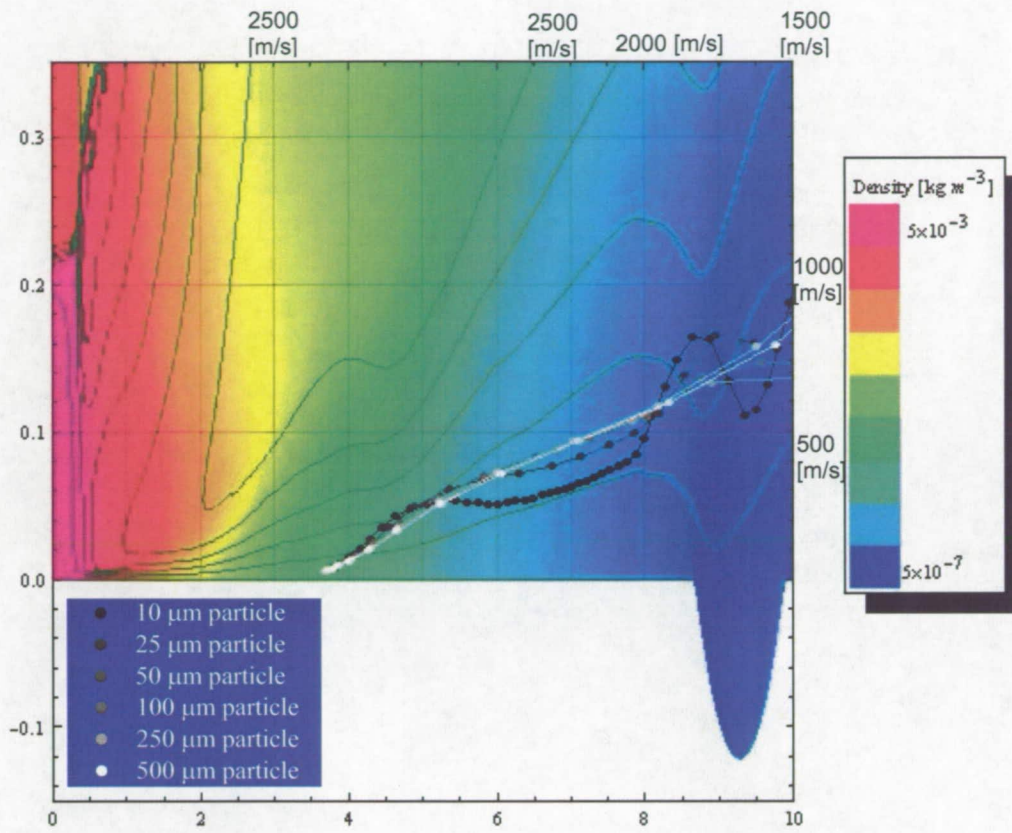 2500
[m/s]
2500
[m/s]
2000 [m/s]
1500
[m/s]
0.3
0.2
0.1
0.0
−0.1
1000
[m/s]
500
[m/s]
Density [kg m⁻³]
5×10⁻³
5×10⁻⁷
10 µm particle
25 µm particle
50 µm particle
100 µm particle
250 µm particle
500 µm particle
0 2 4 6 8 10